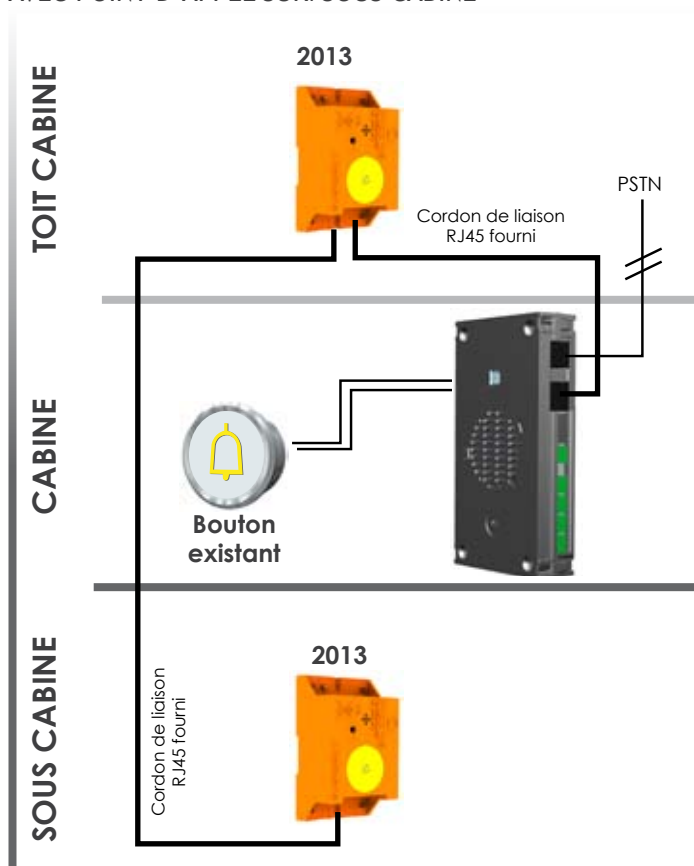 2013
TOIT CABINE
PSTN
Cordon de liaison
RJ45 fourni
CABINE
Bouton
existant
SOUS CABINE
2013
Cordon de liaison
RJ45 fourni